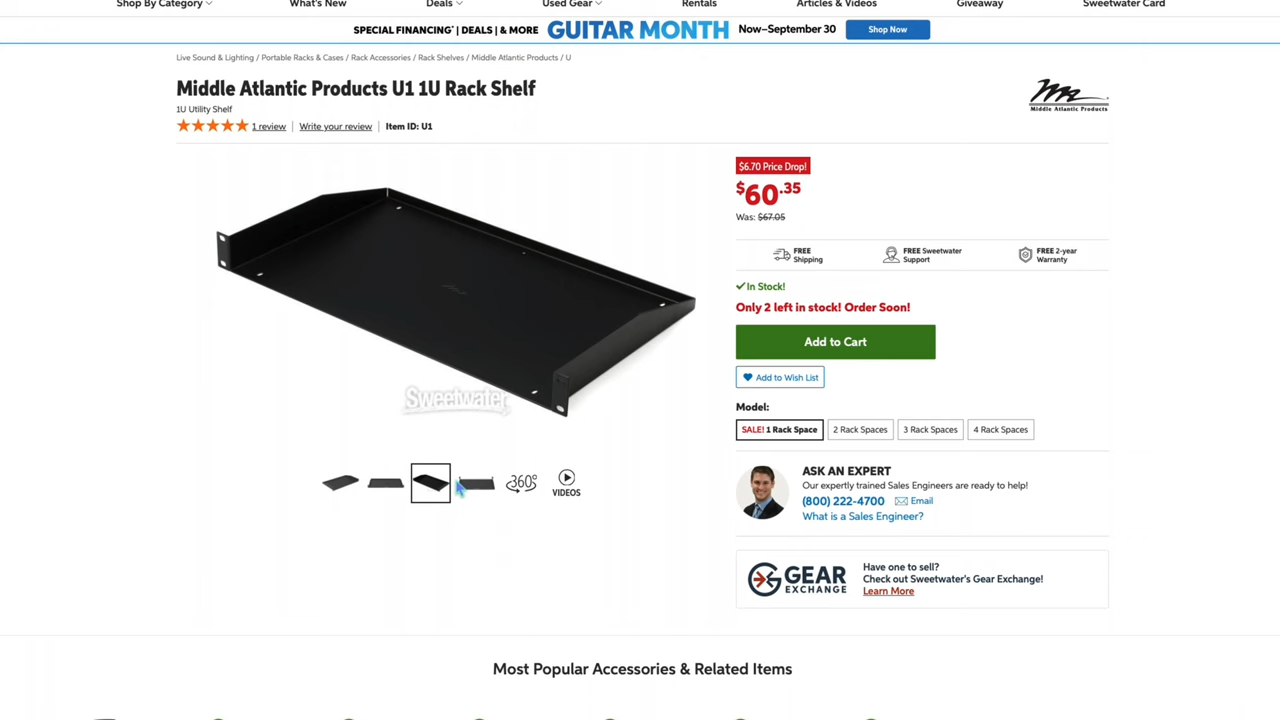 Shop By Category
What's New
Deals
Used Gear
Rentals
Articles & Videos
Giveaway
Sweetwater Card
SPECIAL FINANCING* | DEALS | & MORE GUITAR MONTH Now–September 30 Shop Now
Live Sound & Lighting / Portable Racks & Cases / Rack Accessories / Rack Shelves / Middle Atlantic Products / U
Middle Atlantic Products U1 1U Rack Shelf
1U Utility Shelf
1 review | Write your review | Item ID: U1
Middle Atlantic Products
$6.70 Price Drop!
$60.35
Was: $67.05
FREE Shipping
FREE Sweetwater Support
FREE 2-year Warranty
In Stock!
Only 2 left in stock! Order Soon!
Add to Cart
Add to Wish List
Model:
SALE! 1 Rack Space
2 Rack Spaces
3 Rack Spaces
4 Rack Spaces
Sweetwater
360°
VIDEOS
ASK AN EXPERT
Our expertly trained Sales Engineers are ready to help!
(800) 222-4700 Email
What is a Sales Engineer?
GEAR EXCHANGE
Have one to sell?
Check out Sweetwater's Gear Exchange!
Learn More
Most Popular Accessories & Related Items